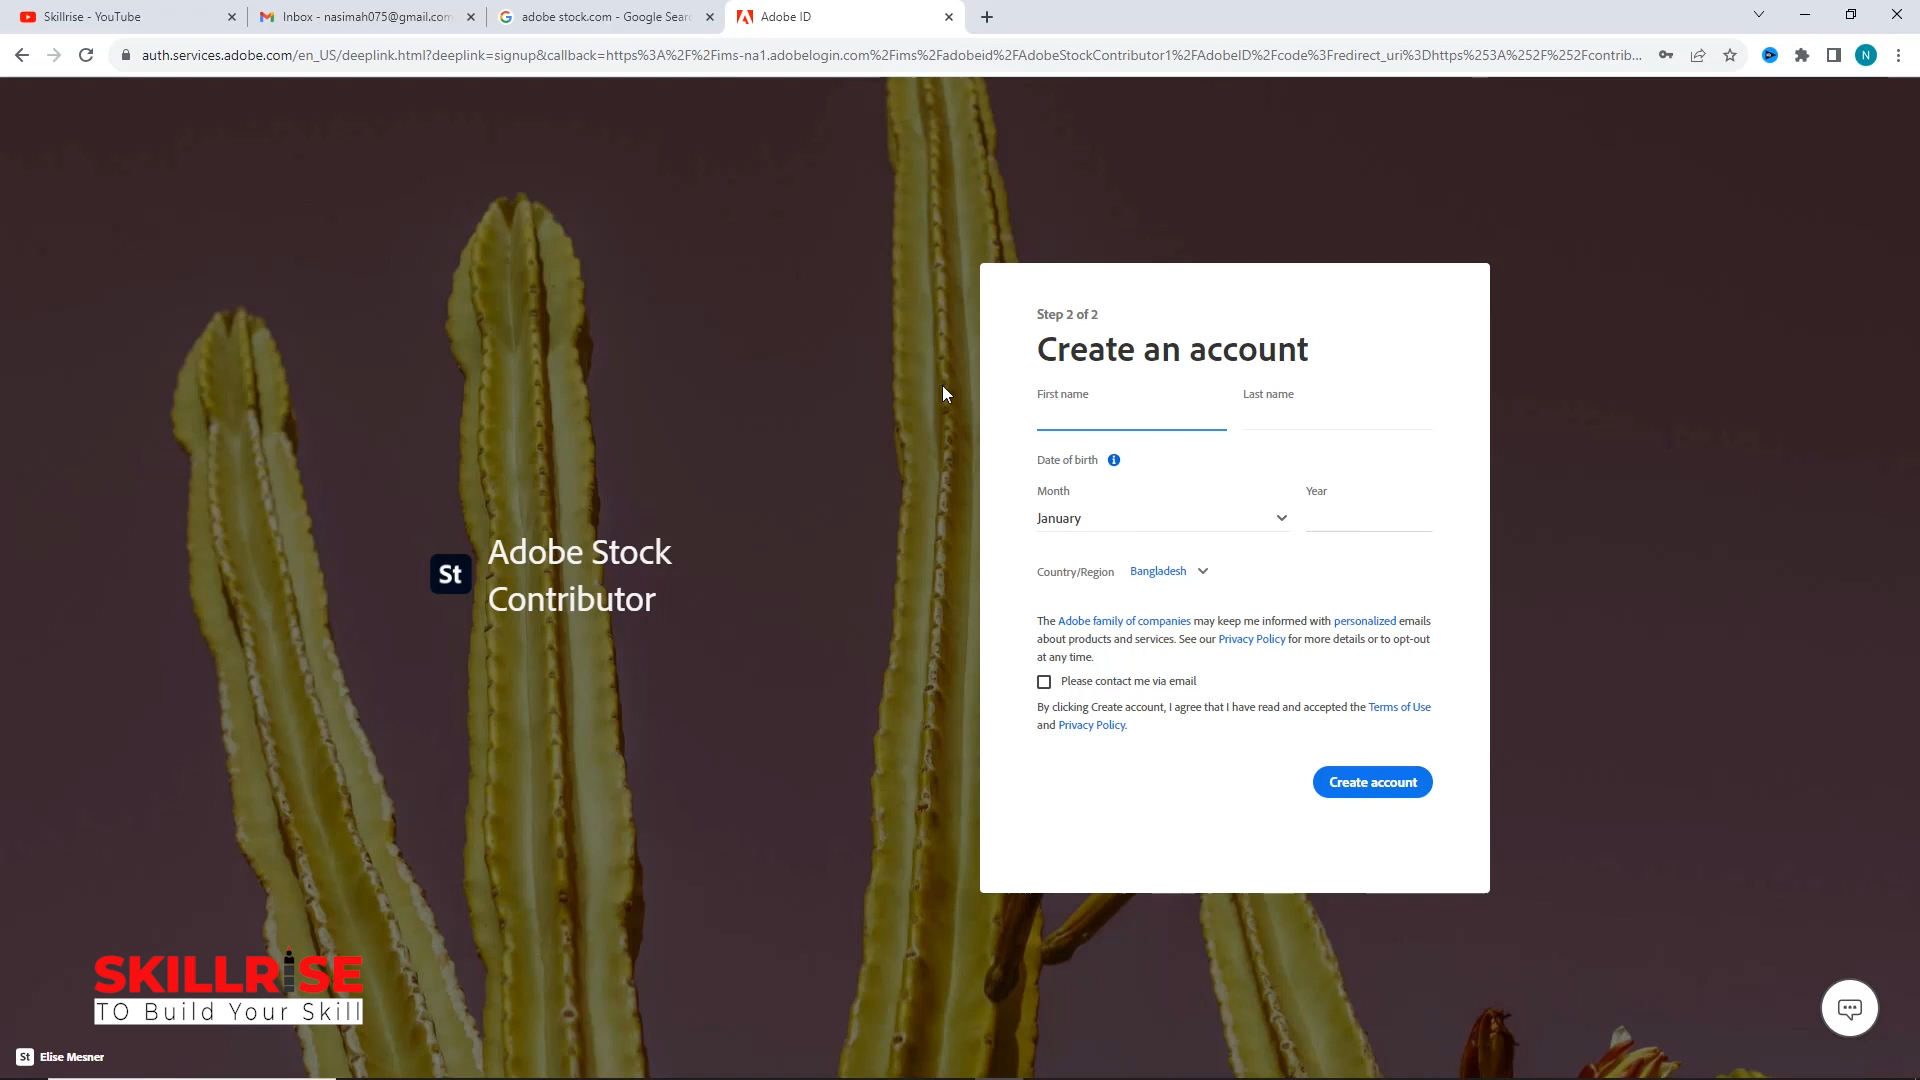 Skillrise - YouTube
Inbox - nasimah075@gmail.com
adobe stock.com - Google Sear
Adobe ID
auth.services.adobe.com/en_US/deeplink.html?deeplink=signup&callback=https%3A%2F%2Fims-na1.adobelogin.com%2Fims%2Fadobeid%2FAdobeStockContributor1%2FAdobeID%2Fcode%3Fredirect_uri%3Dhttps%253A%252F%252Fcontrib...
N
Step 2 of 2
Create an account
First name
Last name
Date of birth
Month
Year
January
Country/Region Bangladesh
The Adobe family of companies may keep me informed with personalized emails
about products and services. See our Privacy Policy for more details or to opt-out
at any time.
Please contact me via email
By clicking Create account, I agree that I have read and accepted the Terms of Use
and Privacy Policy.
Create account
St
Adobe Stock
Contributor
SKILLRISE
TO Build Your Skill
St Elise Mesner